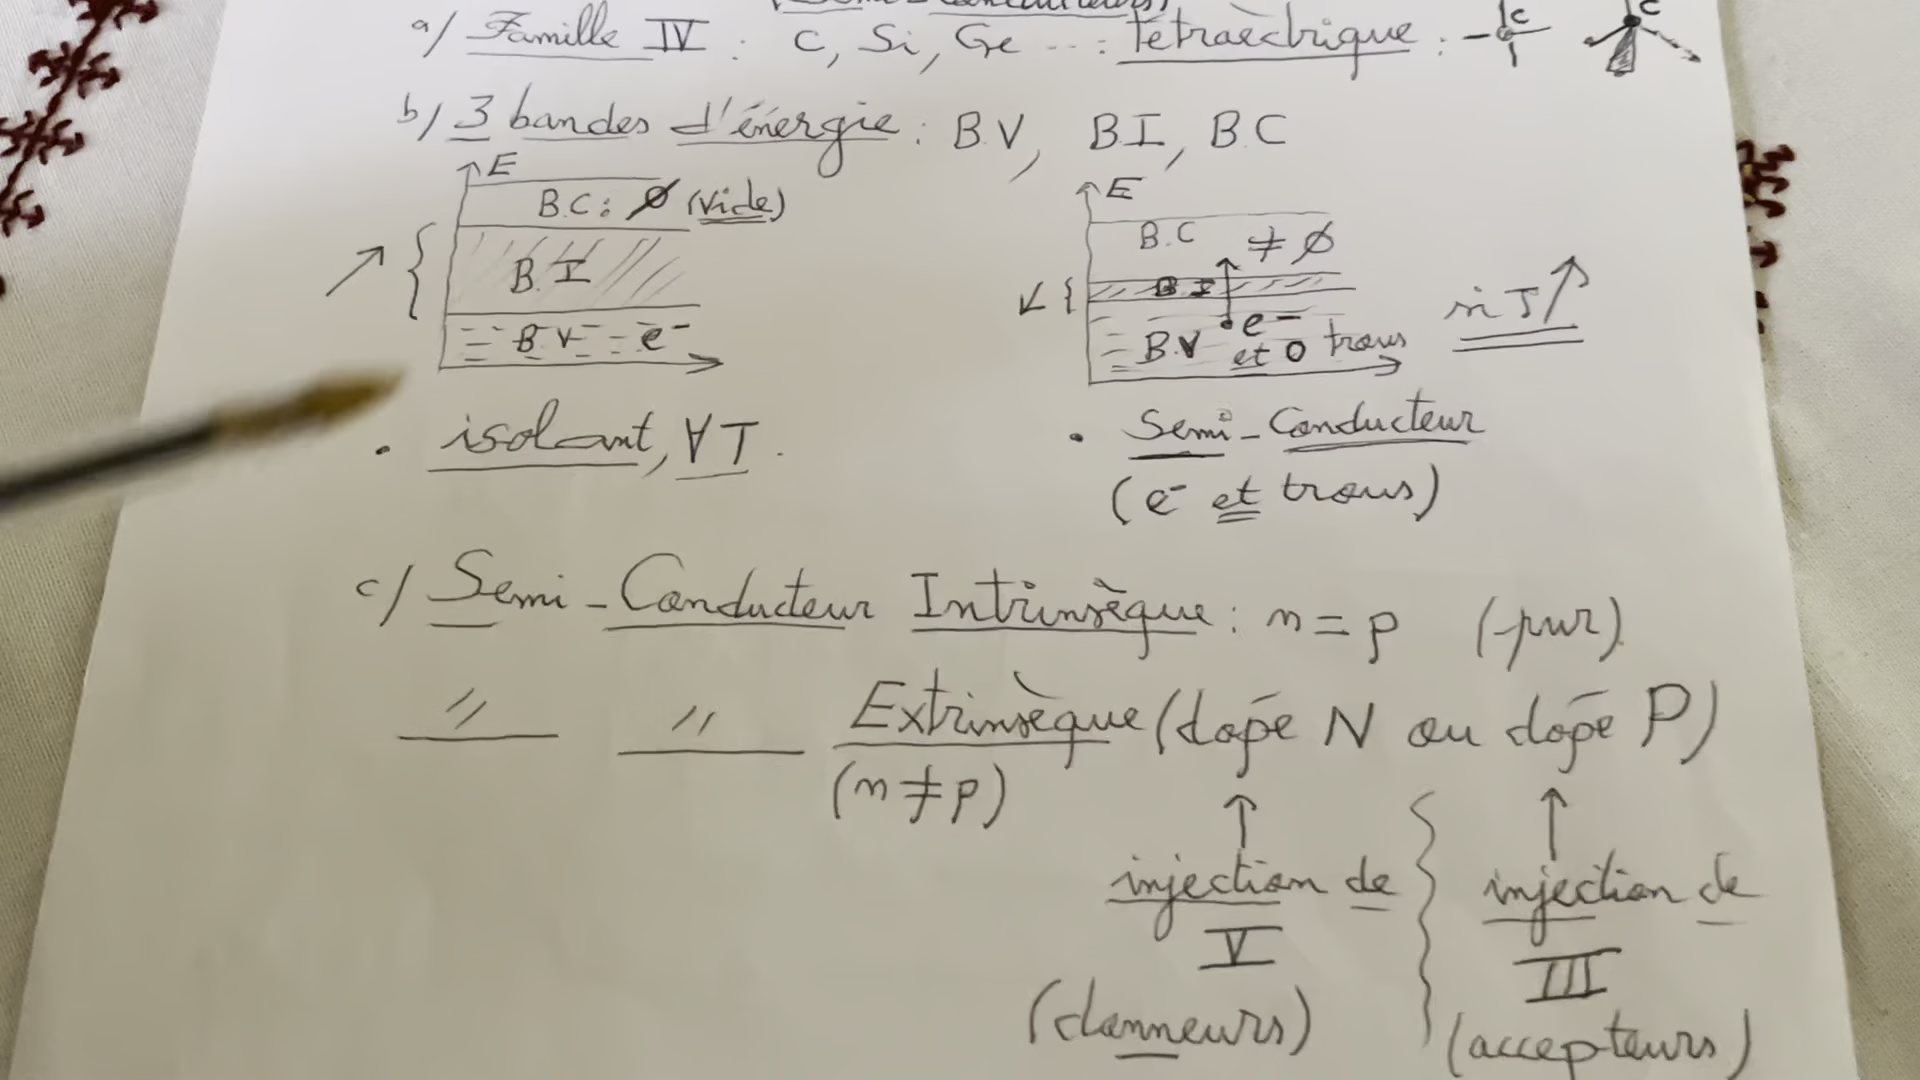 a/ Famille IV : C, Si, Ge ... : tétraèdrique : C C
b/ 3 bandes d'énergie : B.V, B.I, B.C
E
B.C : ∅ (vide)
B.I
B.V e⁻
isolant, ∀T.
E
B.C ≠ ∅
B.I
B.V e⁻
et o trous
si T↗
Semi-Conducteur
(e⁻ et trous)
c/ Semi-Conducteur Intrinsèque : n = p (pur)
// // Extrinsèque (dopé N ou dopé P)
(n ≠ p)
injection de V (donneurs)
injection de III (accepteurs)